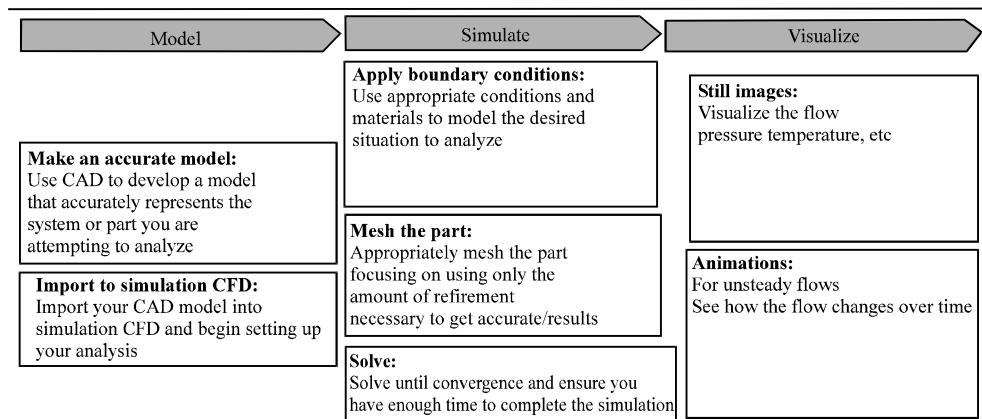 Model
Make an accurate model:
Use CAD to develop a model
that accurately represents the
system or part you are
attempting to analyze
Import to simulation CFD:
Import your CAD model into
simulation CFD and begin setting up
your analysis
Simulate
Apply boundary conditions:
Use appropriate conditions and
materials to model the desired
situation to analyze
Mesh the part:
Appropriately mesh the part
focusing on using only the
amount of refirement
necessary to get accurate/results
Solve:
Solve until convergence and ensure you
have enough time to complete the simulation
Visualize
Still images:
Visualize the flow
pressure temperature, etc
Animations:
For unsteady flows
See how the flow changes over time